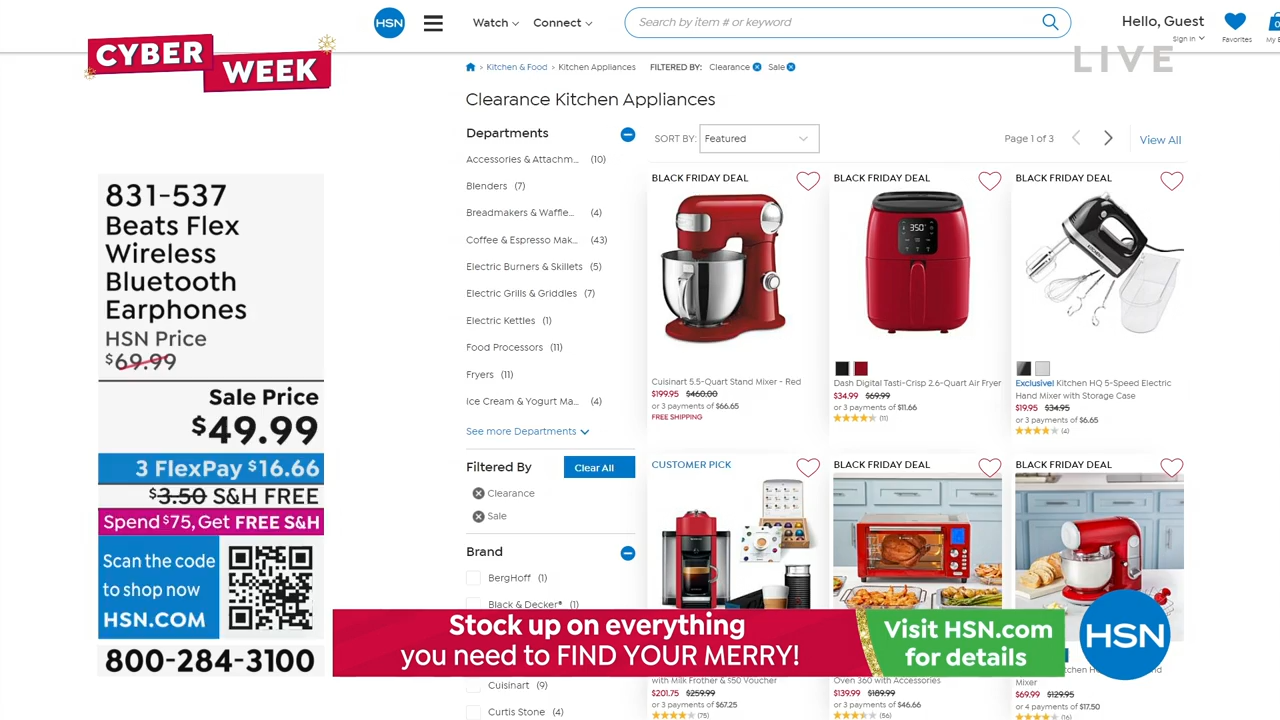 HSN
Watch
Connect
Search by item # or keyword
Hello, Guest
Sign In
Favorites
LIVE
CYBER
WEEK
Kitchen & Food > Kitchen Appliances
FILTERED BY: Clearance Sale
Clearance Kitchen Appliances
Departments
SORT BY: Featured
Page 1 of 3
View All
Accessories & Attachm... (10)
Blenders (7)
Breadmakers & Waffle... (4)
Coffee & Espresso Mak... (43)
Electric Burners & Skillets (5)
Electric Grills & Griddles (7)
Electric Kettles (1)
Food Processors (11)
Fryers (11)
Ice Cream & Yogurt Ma... (4)
See more Departments
Filtered By
Clear All
Clearance
Sale
Brand
BergHoff (1)
Black & Decker® (1)
Cuisinart (9)
Curtis Stone (4)
BLACK FRIDAY DEAL
Cuisinart 5.5-Quart Stand Mixer - Red
$199.95 $460.00
or 3 payments of $66.65
FREE SHIPPING
BLACK FRIDAY DEAL
350°
Dash Digital Tasti-Crisp 2.6-Quart Air Fryer
$34.99 $69.99
or 3 payments of $11.66
(11)
BLACK FRIDAY DEAL
Exclusive! Kitchen HQ 5-Speed Electric
Hand Mixer with Storage Case
$19.95 $34.95
or 3 payments of $6.65
(4)
CUSTOMER PICK
with Milk Frother & $50 Voucher
$201.75 $259.99
or 3 payments of $67.25
(75)
BLACK FRIDAY DEAL
Oven 360 with Accessories
$139.99 $189.99
or 3 payments of $46.66
(56)
BLACK FRIDAY DEAL
Mixer
$69.99 $129.95
or 4 payments of $17.50
(16)
831-537
Beats Flex
Wireless
Bluetooth
Earphones
HSN Price
$69.99
Sale Price
$49.99
3 FlexPay $16.66
$3.50 S&H FREE
Spend $75, Get FREE S&H
Scan the code
to shop now
HSN.COM
800-284-3100
Stock up on everything
you need to FIND YOUR MERRY!
Visit HSN.com
for details
HSN